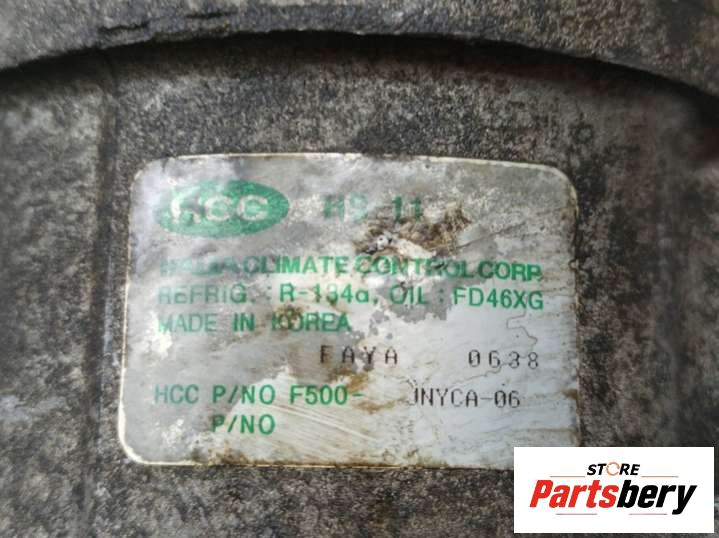 HCC HS-11
HALLA CLIMATE CONTROL CORP.
REFRIG. : R-134a, OIL : FD46XG
MADE IN KOREA
FAYA 0638
HCC P/NO F500-JNYCA-06
P/NO
STORE
Partsbery